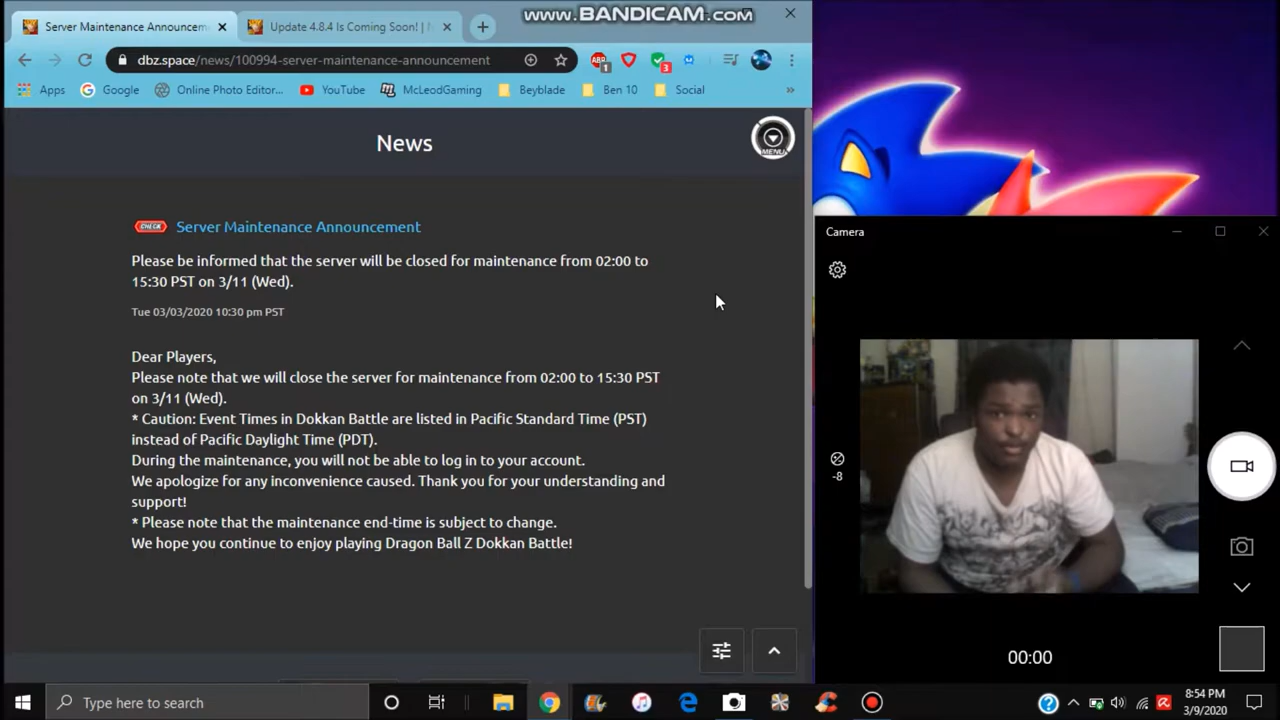 www.BANDICAM.com
Server Maintenance Announcem
Update 4.8.4 Is Coming Soon! | N
dbz.space/news/100994-server-maintenance-announcement
Apps
Google
Online Photo Editor...
YouTube
McLeodGaming
Beyblade
Ben 10
Social
»
News
MENU
CHECK Server Maintenance Announcement
Please be informed that the server will be closed for maintenance from 02:00 to
15:30 PST on 3/11 (Wed).
Tue 03/03/2020 10:30 pm PST
Dear Players,
Please note that we will close the server for maintenance from 02:00 to 15:30 PST
on 3/11 (Wed).
* Caution: Event Times in Dokkan Battle are listed in Pacific Standard Time (PST)
instead of Pacific Daylight Time (PDT).
During the maintenance, you will not be able to log in to your account.
We apologize for any inconvenience caused. Thank you for your understanding and
support!
* Please note that the maintenance end-time is subject to change.
We hope you continue to enjoy playing Dragon Ball Z Dokkan Battle!
ABP
1
3
Camera
-8
00:00
Type here to search
8:54 PM
3/9/2020